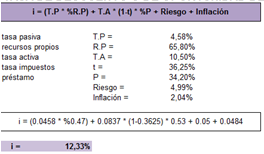 i = (T.P * %R.P) + T.A * (1-t) * %P + Riesgo + Inflación
tasa pasiva T.P = 4,58%
recursos propios R.P = 65,80%
tasa activa T.A = 10,50%
tasa impuestos t = 36,25%
préstamo P = 34,20%
Riesgo = 4,99%
Inflación = 2,04%
i = (0.0458 * %0.47) + 0.0837 * (1-0.3625) * 0.53 + 0.05 + 0.0484
i = 12,33%